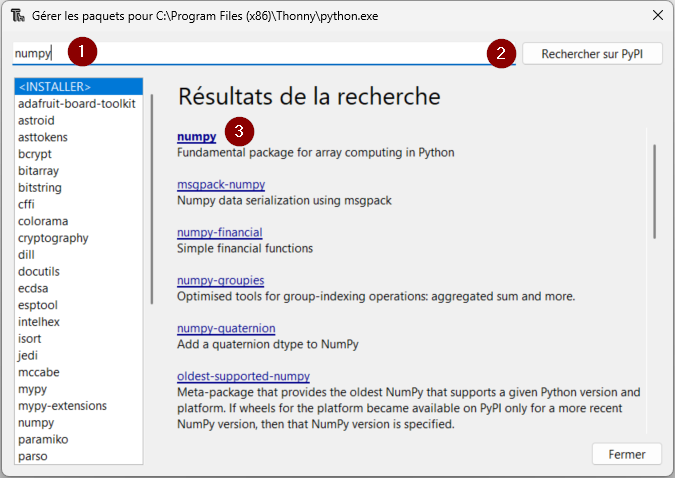 Gérer les paquets pour C:\Program Files (x86)\Thonny\python.exe
numpy
1
2
Rechercher sur PyPI
<INSTALLER>
adafruit-board-toolkit
astroid
asttokens
bcrypt
bitarray
bitstring
cffi
colorama
cryptography
dill
docutils
ecdsa
esptool
intelhex
isort
jedi
mccabe
mypy
mypy-extensions
numpy
paramiko
parso
Résultats de la recherche
numpy
3
Fundamental package for array computing in Python
msgpack-numpy
Numpy data serialization using msgpack
numpy-financial
Simple financial functions
numpy-groupies
Optimised tools for group-indexing operations: aggregated sum and more.
numpy-quaternion
Add a quaternion dtype to NumPy
oldest-supported-numpy
Meta-package that provides the oldest NumPy that supports a given Python version and
platform. If wheels for the platform became available on PyPI only for a more recent
NumPy version, then that NumPy version is specified.
Fermer